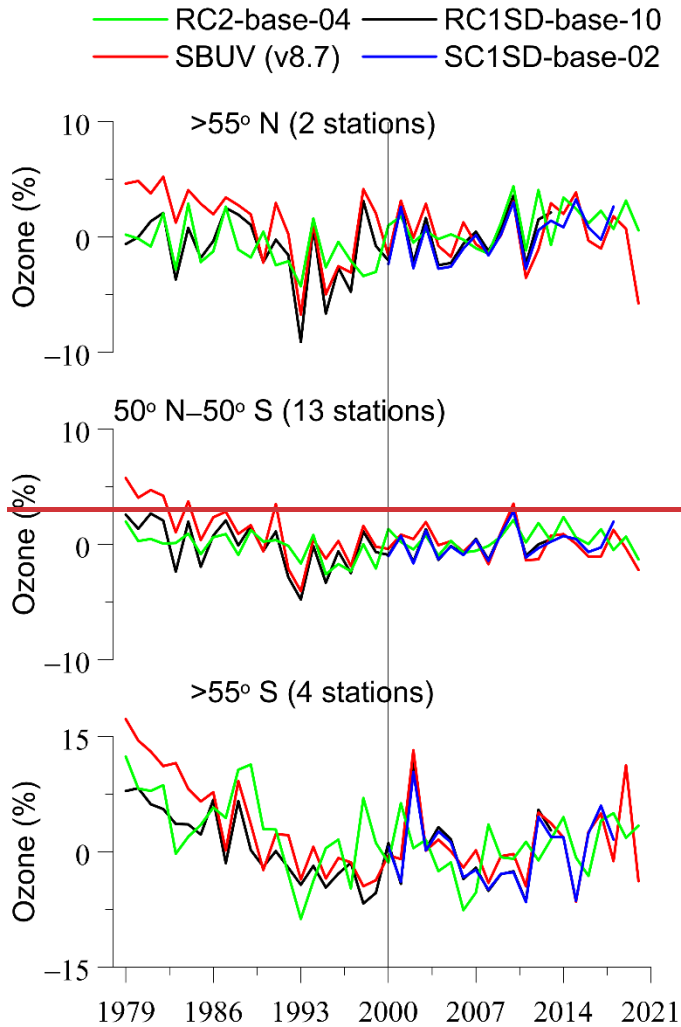 RC2-base-04 RC1SD-base-10
SBUV (v8.7) SC1SD-base-02
>55° N (2 stations)
10
0
–10
Ozone (%)
50° N–50° S (13 stations)
10
0
–10
Ozone (%)
>55° S (4 stations)
15
0
–15
Ozone (%)
1979 1986 1993 2000 2007 2014 2021